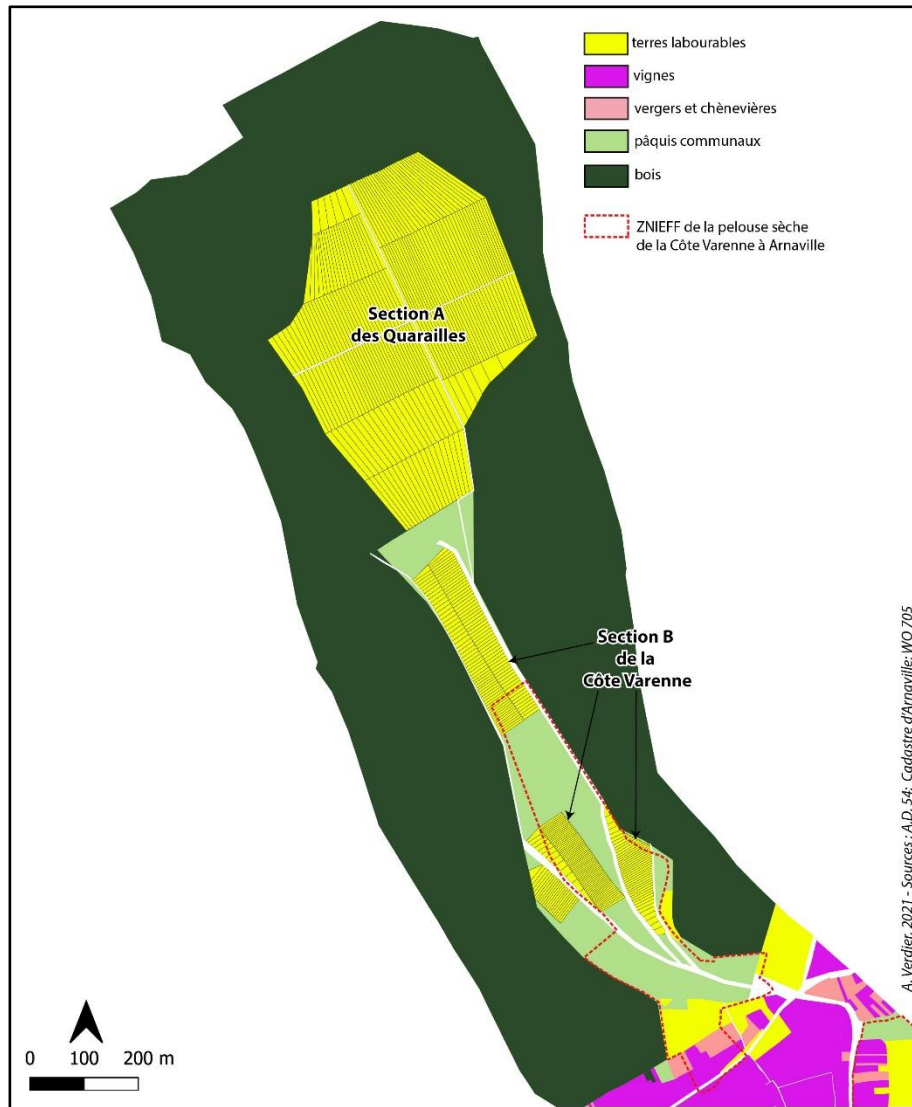 terres labourables
vignes
vergers et chènevières
pâquis communaux
bois
ZNIEFF de la pelouse sèche
de la Côte Varenne à Arnaville
Section A
des Quarailles
Section B
de la
Côte Varenne
0 100 200 m
A. Verdier, 2021 - Sources : A.D. 54; Cadastre d'Arnaville; WO 705